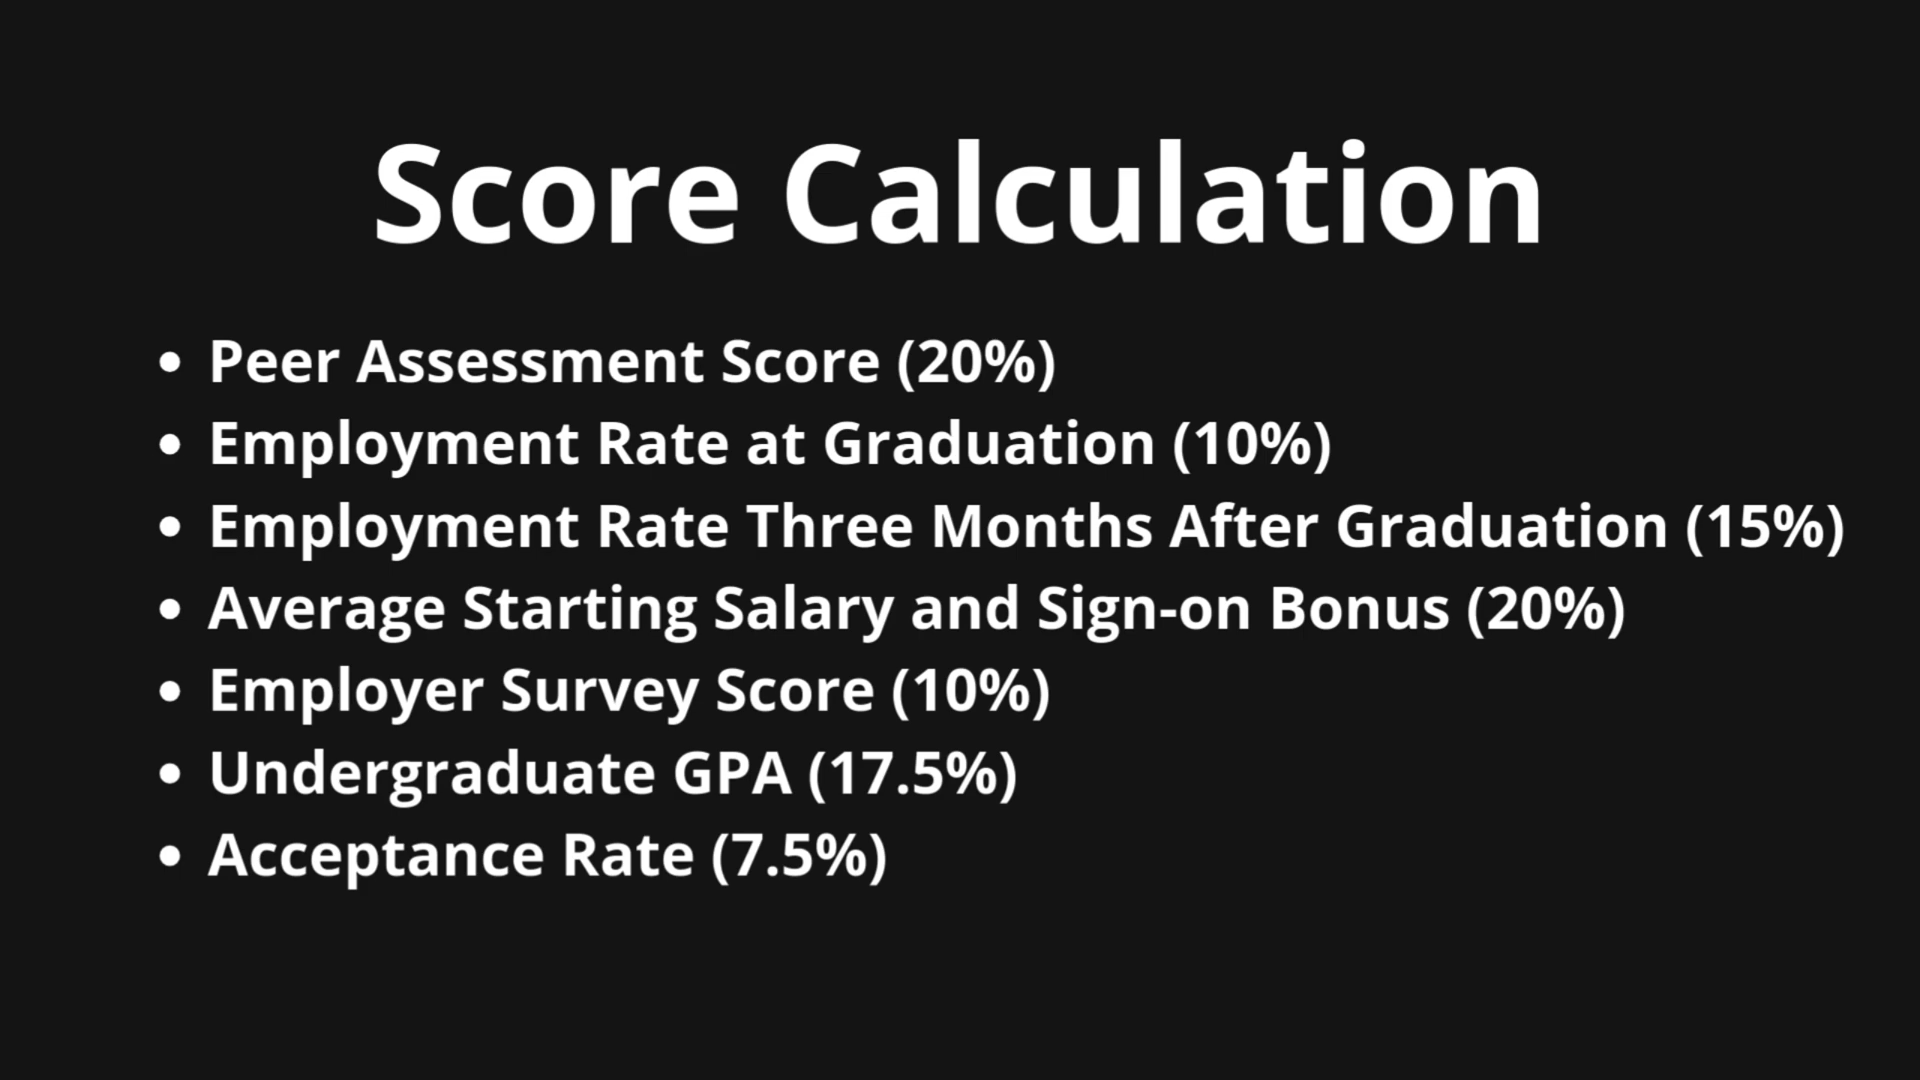 Score Calculation
• Peer Assessment Score (20%)
• Employment Rate at Graduation (10%)
• Employment Rate Three Months After Graduation (15%)
• Average Starting Salary and Sign-on Bonus (20%)
• Employer Survey Score (10%)
• Undergraduate GPA (17.5%)
• Acceptance Rate (7.5%)